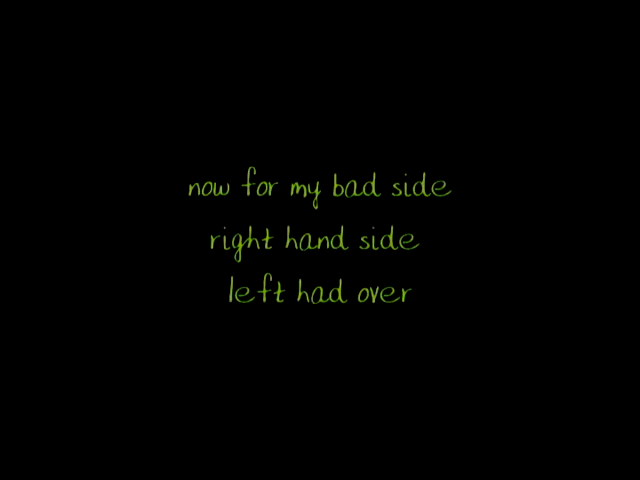 now for my bad side
right hand side
left had over